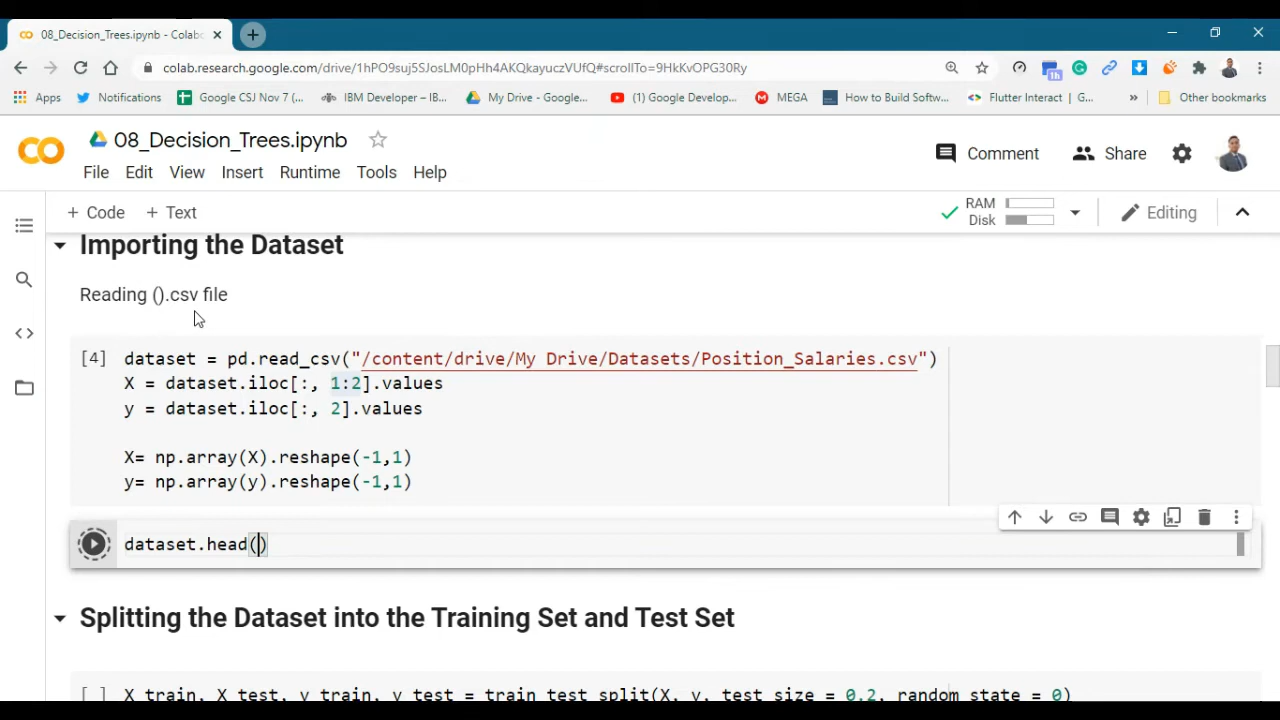 08_Decision_Trees.ipynb - Colabo
colab.research.google.com/drive/1hPO9suj5SJosLM0pHh4AKQkayuczVUfQ#scrollTo=9HkKvOPG30Ry
1h
Apps Notifications Google CSJ Nov 7 (... IBM Developer – IB... My Drive - Google... (1) Google Develop... MEGA How to Build Softw... Flutter Interact | G... » Other bookmarks
CO 08_Decision_Trees.ipynb
Comment Share
File Edit View Insert Runtime Tools Help
+ Code + Text RAM Disk Editing
Importing the Dataset
Reading ().csv file
[4] dataset = pd.read_csv("/content/drive/My Drive/Datasets/Position_Salaries.csv")
X = dataset.iloc[:, 1:2].values
y = dataset.iloc[:, 2].values
X= np.array(X).reshape(-1,1)
y= np.array(y).reshape(-1,1)
dataset.head()
Splitting the Dataset into the Training Set and Test Set
[ ] X_train, X_test, y_train, y_test = train_test_split(X, y, test_size = 0.2, random_state = 0)